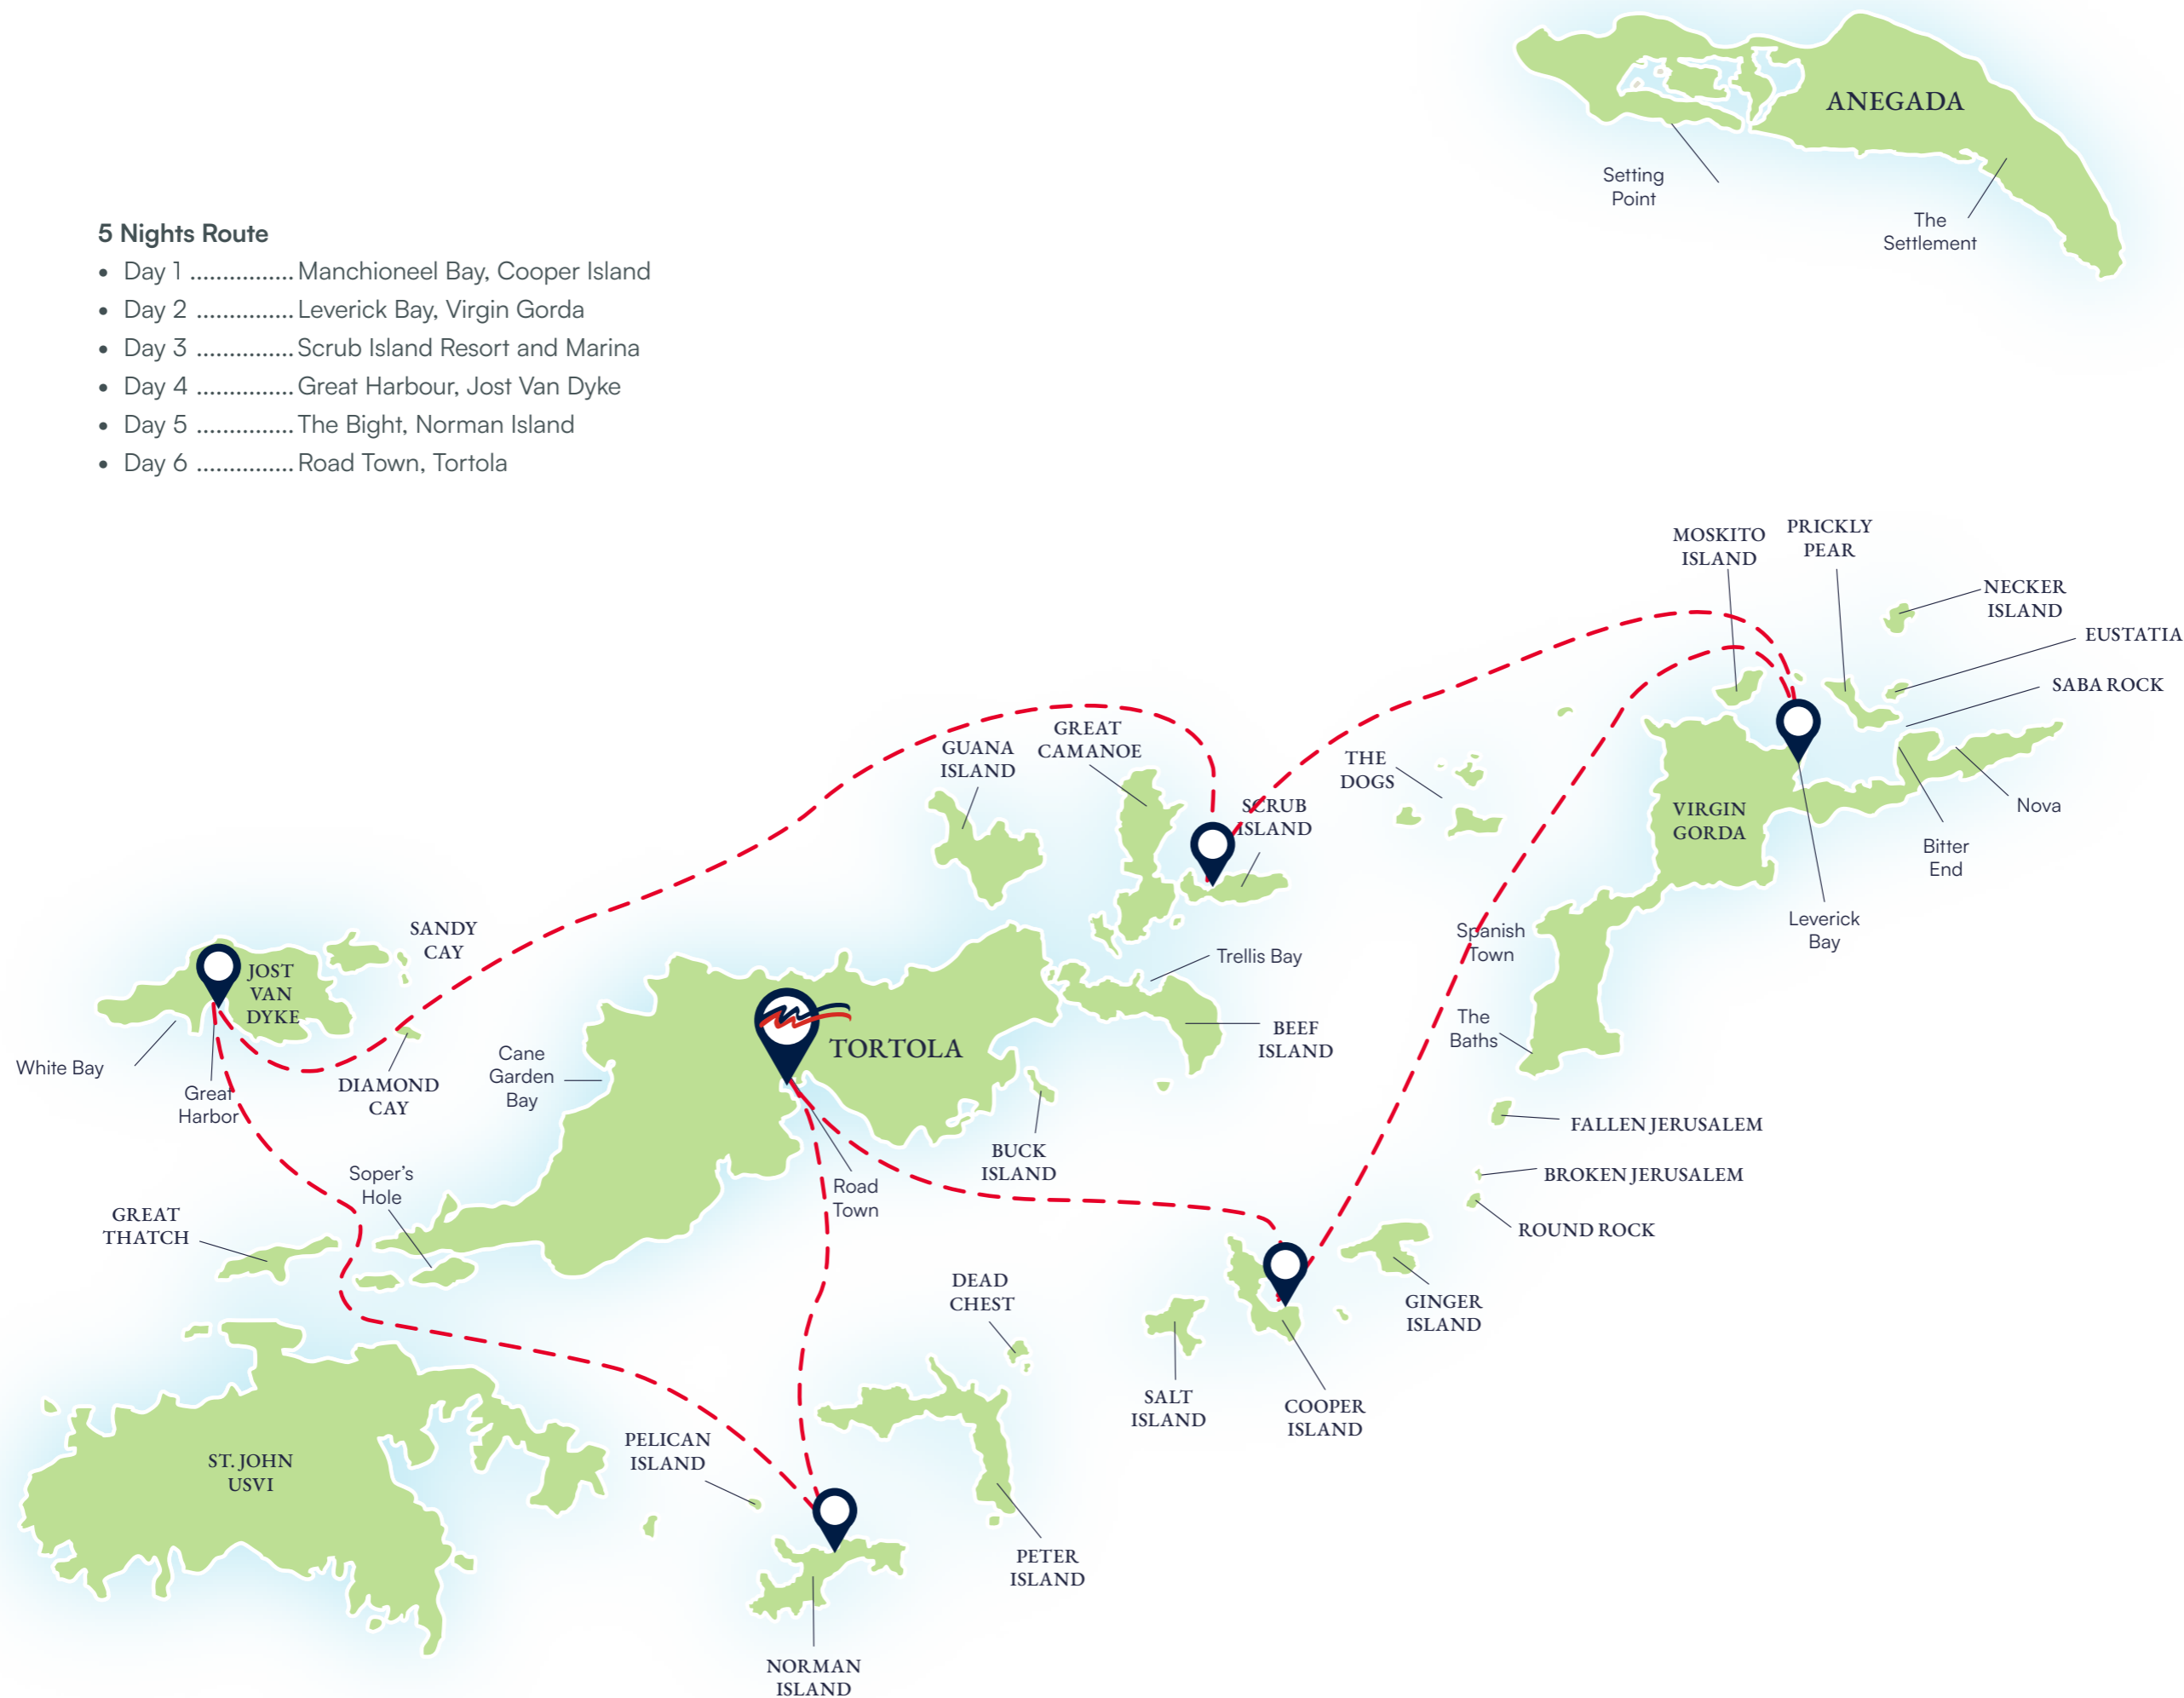 ANEGADA
Setting
Point
The
Settlement
5 Nights Route
• Day 1 ................ Manchioneel Bay, Cooper Island
• Day 2 ............... Leverick Bay, Virgin Gorda
• Day 3 ............... Scrub Island Resort and Marina
• Day 4 ............... Great Harbour, Jost Van Dyke
• Day 5 ............... The Bight, Norman Island
• Day 6 ............... Road Town, Tortola
MOSKITO
ISLAND
PRICKLY
PEAR
NECKER
ISLAND
EUSTATIA
SABA ROCK
GUANA
ISLAND
GREAT
CAMANOE
THE
DOGS
SCRUB
ISLAND
VIRGIN
GORDA
Nova
Bitter
End
Leverick
Bay
Spanish
Town
SANDY
CAY
JOST
VAN
DYKE
Trellis Bay
White Bay
Great
Harbor
DIAMOND
CAY
Cane
Garden
Bay
TORTOLA
BEEF
ISLAND
The
Baths
BUCK
ISLAND
FALLEN JERUSALEM
BROKEN JERUSALEM
ROUND ROCK
Soper's
Hole
Road
Town
GREAT
THATCH
DEAD
CHEST
GINGER
ISLAND
SALT
ISLAND
COOPER
ISLAND
ST. JOHN
USVI
PELICAN
ISLAND
PETER
ISLAND
NORMAN
ISLAND